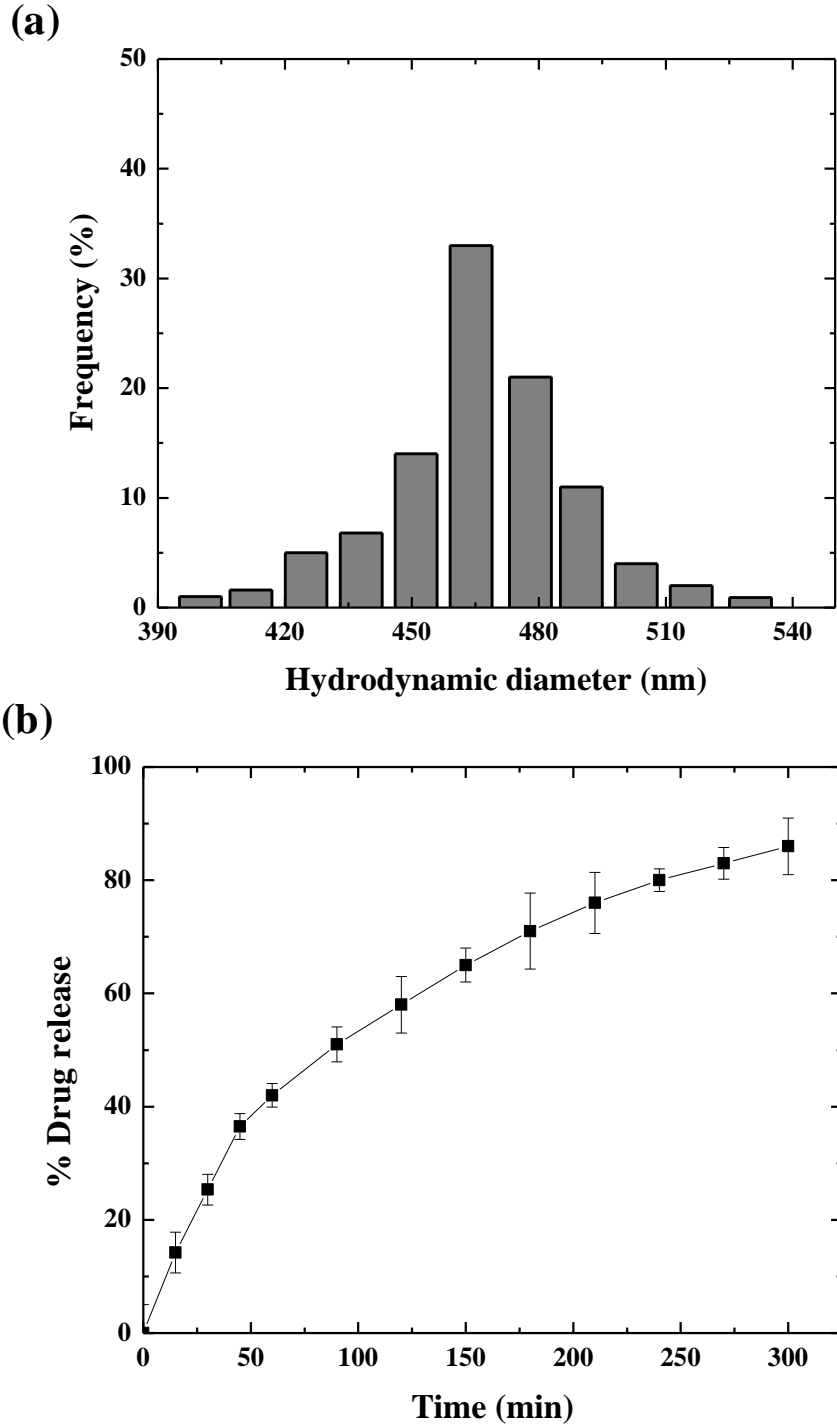 (a)
50
40
30
20
10
0
Frequency (%)
390 420 450 480 510 540
Hydrodynamic diameter (nm)
(b)
100
80
60
40
20
0
% Drug release
0 50 100 150 200 250 300
Time (min)